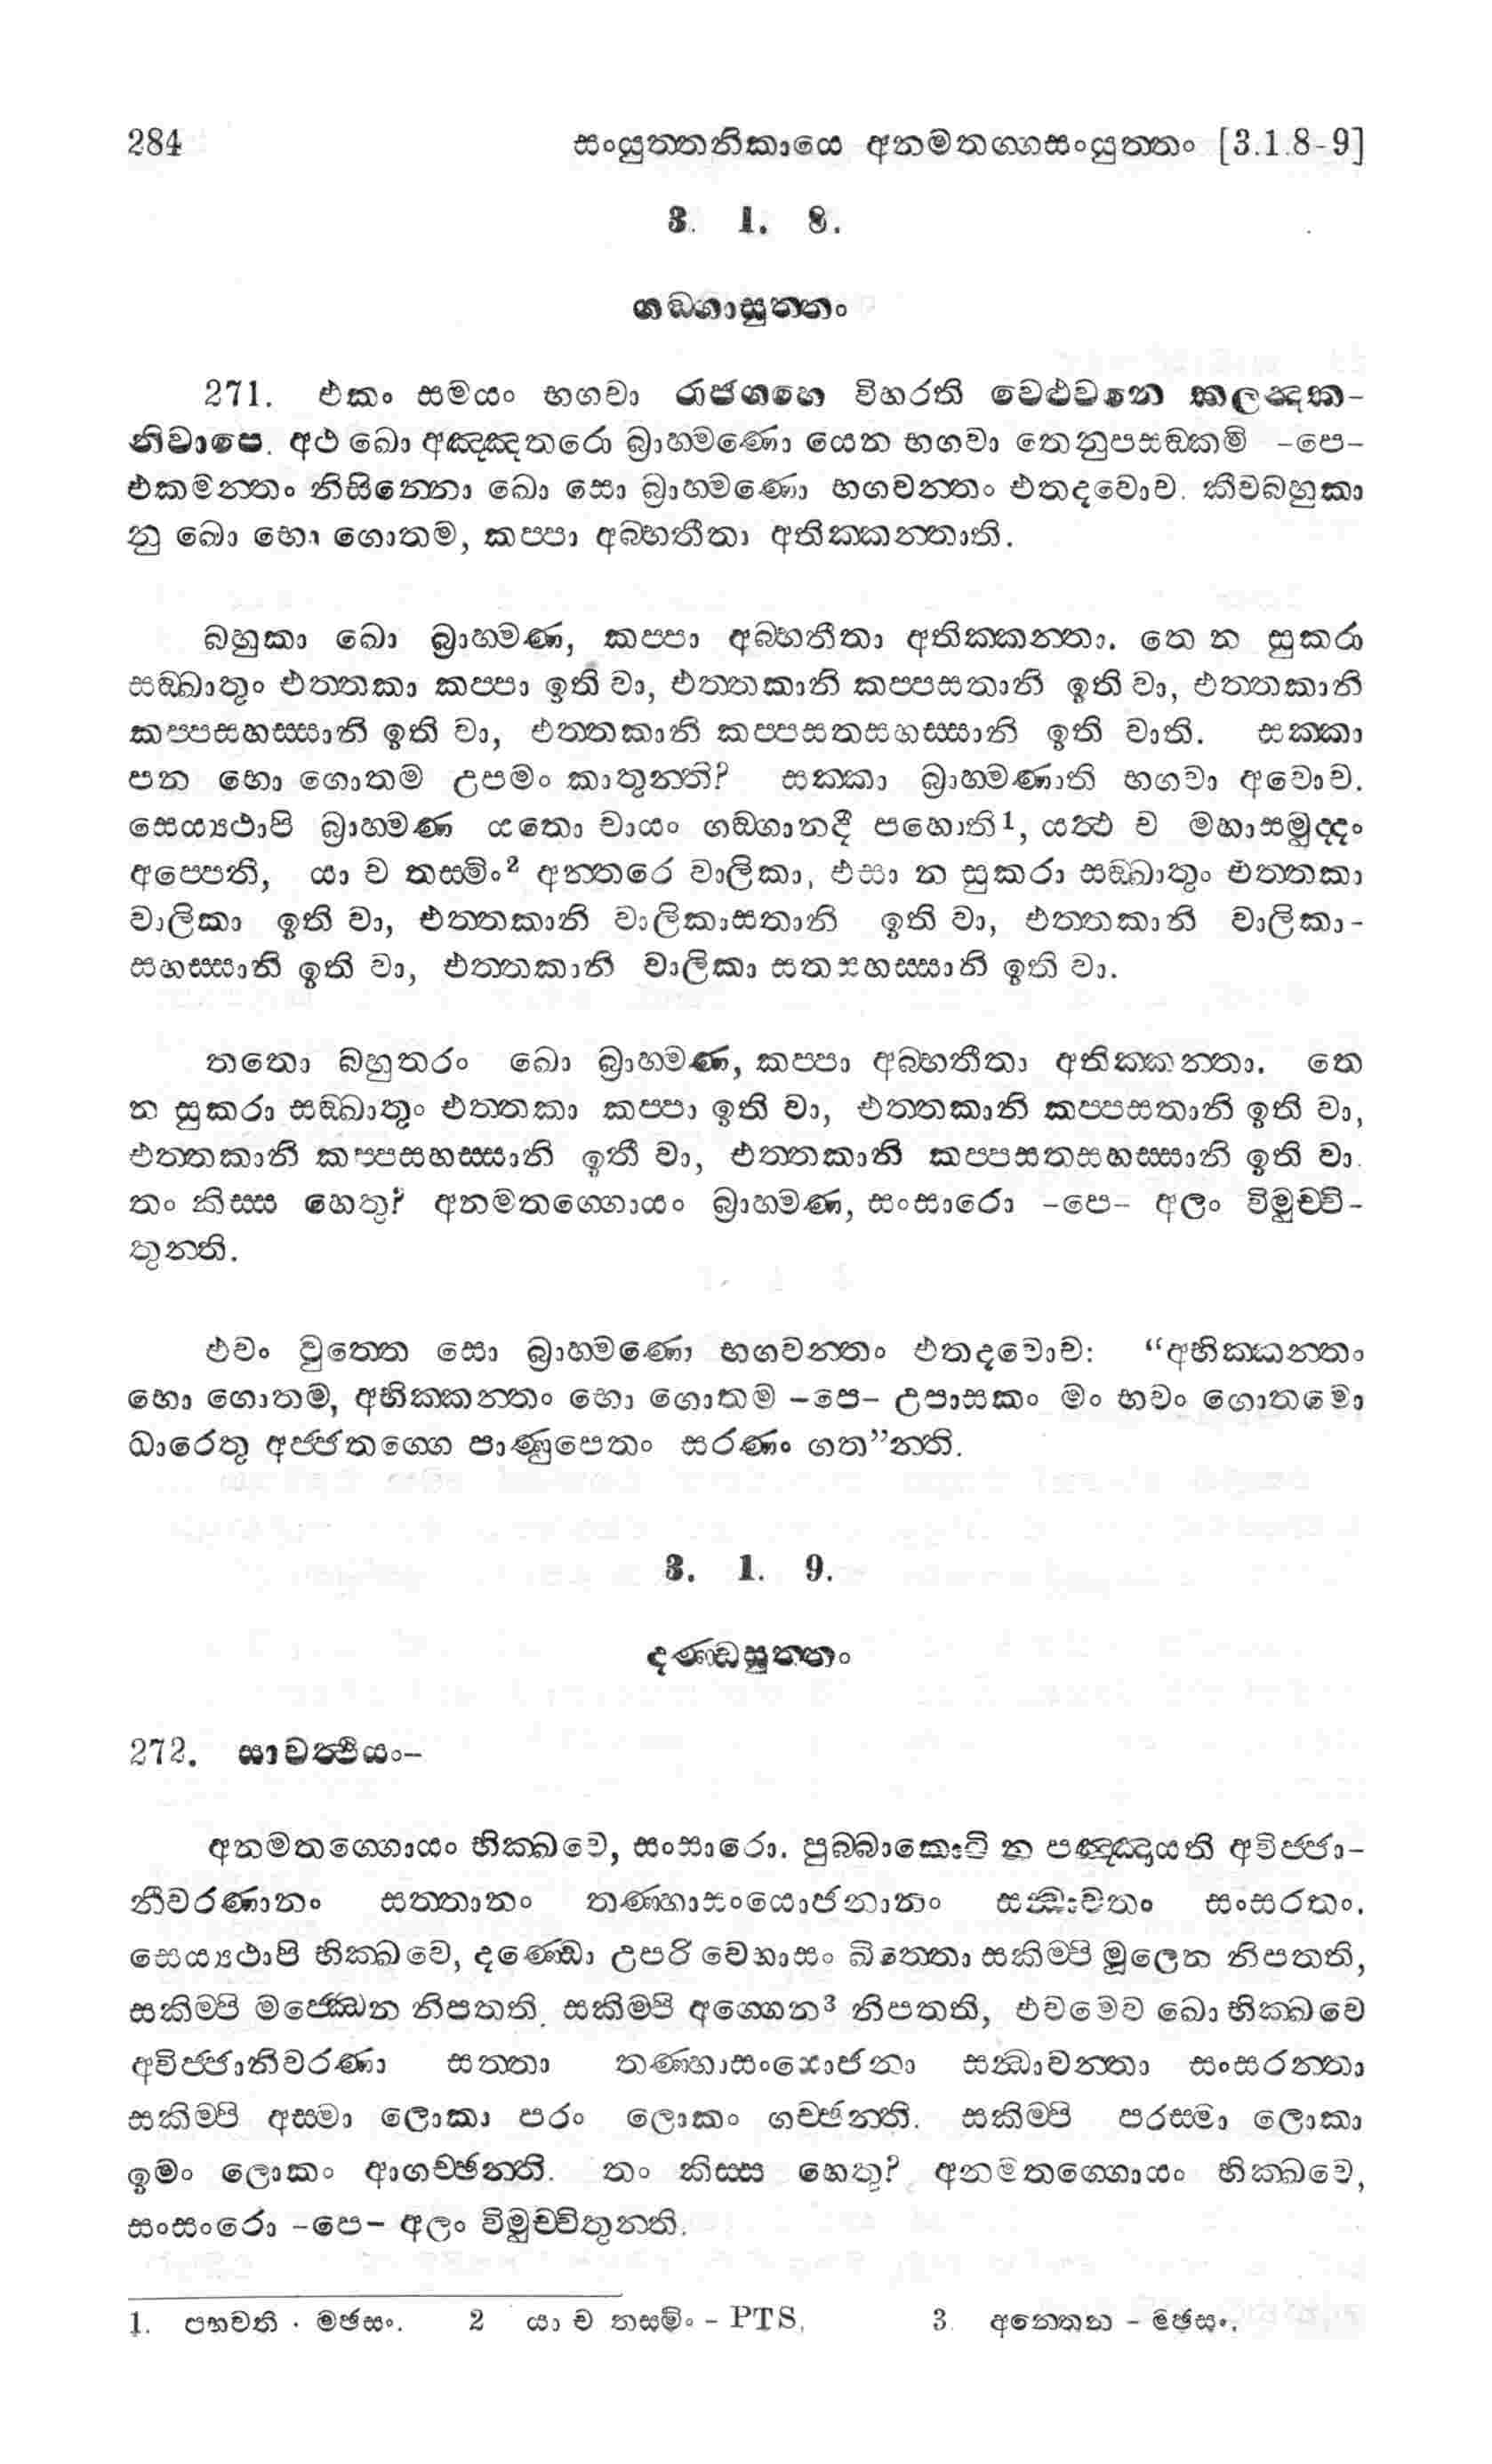 284 සංයුත්තනිකායෙ අනමතග්ගසංයුත්තං [3.1.8-9]
3. 1. 8.
ගඞ්ගාසුත්තං
271. එකං සමයං භගවා රාජගහෙ විහරති වෙළුවනෙ කලන්දක-
නිවාපෙ. අථ ඛො අඤ්ඤතරො බ්‍රාහ්මණො යෙන භගවා තෙනුපසඞ්කමි -පෙ-
එකමන්තං නිසින්නො ඛො සො බ්‍රාහ්මණො භගවන්තං එතදවොච. කීවබහුකා
නු ඛො භො ගොතම, කප්පා අබ්භතීතා අතික්කන්තාති.
බහුකා ඛො බ්‍රාහ්මණ, කප්පා අබ්භතීතා අතික්කන්තා. තෙ න සුකරා
සඞ්ඛාතුං එත්තකා කප්පා ඉති වා, එත්තකානි කප්පසතානි ඉති වා, එත්තකානි
කප්පසහස්සානි ඉති වා, එත්තකානි කප්පසතසහස්සානි ඉති වාති. සක්කා
පන භො ගොතම උපමං කාතුන්ති? සක්කා බ්‍රාහ්මණාති භගවා අවොච.
සෙය්‍යථාපි බ්‍රාහ්මණ යතො චායං ගඞ්ගානදී පහොති1, යත්‍ථ ච මහාසමුද්දං
අප්පෙති, යා ච තස්මිං2 අන්තරෙ වාලිකා, එසා න සුකරා සඞ්ඛාතුං එත්තකා
වාලිකා ඉති වා, එත්තකානි වාලිකාසතානි ඉති වා, එත්තකානි වාලිකා-
සහස්සානි ඉති වා, එත්තකානි වාලිකා සතසහස්සානි ඉති වා.
තතො බහුතරං ඛො බ්‍රාහ්මණ, කප්පා අබ්භතීතා අතික්කන්තා. තෙ
න සුකරා සඞ්ඛාතුං එත්තකා කප්පා ඉති වා, එත්තකානි කප්පසතානි ඉති වා,
එත්තකානි කප්පසහස්සානි ඉතී වා, එත්තකානි කප්පසතසහස්සානි ඉති වා.
තං කිස්ස හෙතු? අනමතග්ගොයං බ්‍රාහ්මණ, සංසාරො -පෙ- අලං විමුච්චි-
තුන්ති.
එවං වුත්තෙ සො බ්‍රාහ්මණො භගවන්තං එතදවොච: “අභික්කන්තං
භො ගොතම, අභික්කන්තං භො ගොතම -පෙ- උපාසකං මං භවං ගොතමො
ධාරෙතු අජ්ජතග්ගෙ පාණුපෙතං සරණං ගත”න්ති.
3. 1. 9.
දණ්ඩසුත්තං
272. සාවත්‍ථියං-
අනමතග්ගොයං භික්ඛවෙ, සංසාරො. පුබ්බාකොටි න පඤ්ඤායති අවිජ්ජා-
නීවරණානං සත්තානං තණ්හාසංයොජනානං සන්ධාවතං සංසරතං.
සෙය්‍යථාපි භික්ඛවෙ, දණ්ඩො උපරි වෙහාසං ඛිත්තො සකිම්පි මූලෙන නිපතති,
සකිම්පි මජ්ඣෙන නිපතති. සකිම්පි අග්ගෙන3 නිපතති, එවමෙව ඛො භික්ඛවෙ
අවිජ්ජානීවරණා සත්තා තණ්හාසංයොජනා සන්ධාවන්තා සංසරන්තා
සකිම්පි අස්මා ලොකා පරං ලොකං ගච්ඡන්ති. සකිම්පි පරස්මා ලොකා
ඉමං ලොකං ආගච්ඡන්ති. තං කිස්ස හෙතු? අනමතග්ගොයං භික්ඛවෙ,
සංසංරො -පෙ- අලං විමුච්චිතුන්ති.
1. පභවති · මඡසං. 2 යා ච තස්මිං - PTS, 3. අන්තෙන - මඡසං.